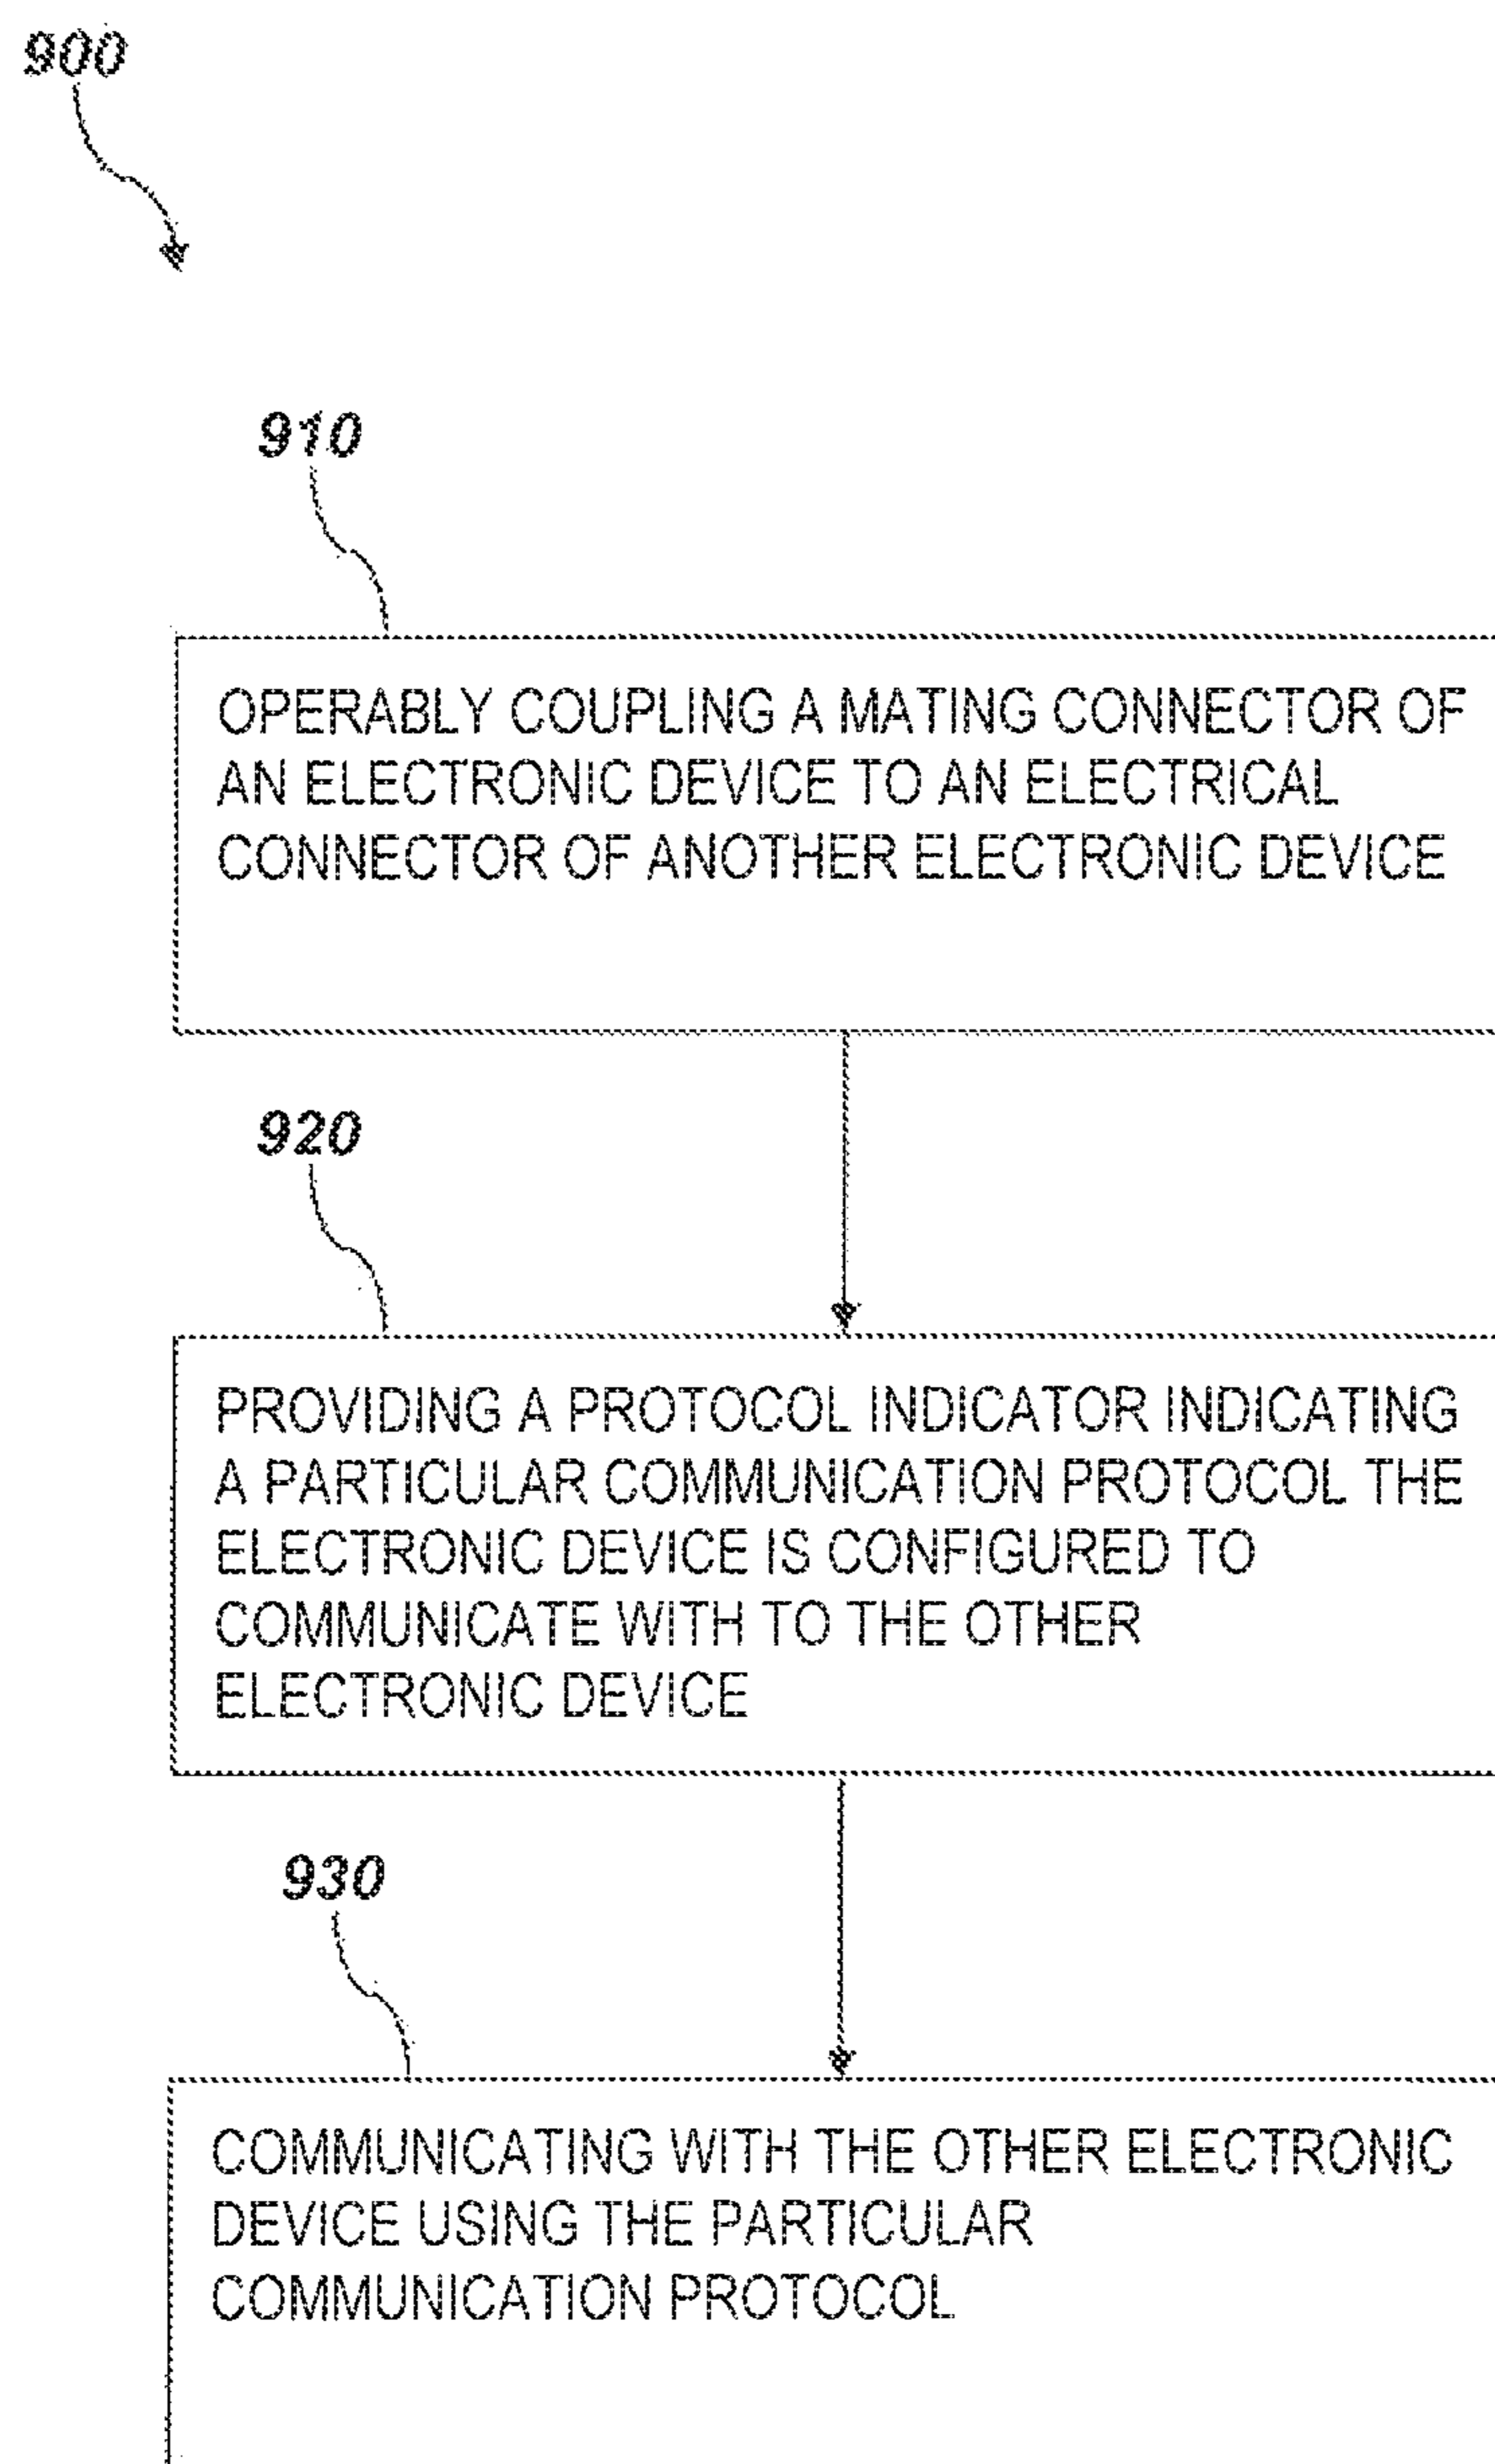 900
910
OPERABLY COUPLING A MATING CONNECTOR OF
AN ELECTRONIC DEVICE TO AN ELECTRICAL
CONNECTOR OF ANOTHER ELECTRONIC DEVICE
920
PROVIDING A PROTOCOL INDICATOR INDICATING
A PARTICULAR COMMUNICATION PROTOCOL THE
ELECTRONIC DEVICE IS CONFIGURED TO
COMMUNICATE WITH TO THE OTHER
ELECTRONIC DEVICE
930
COMMUNICATING WITH THE OTHER ELECTRONIC
DEVICE USING THE PARTICULAR
COMMUNICATION PROTOCOL